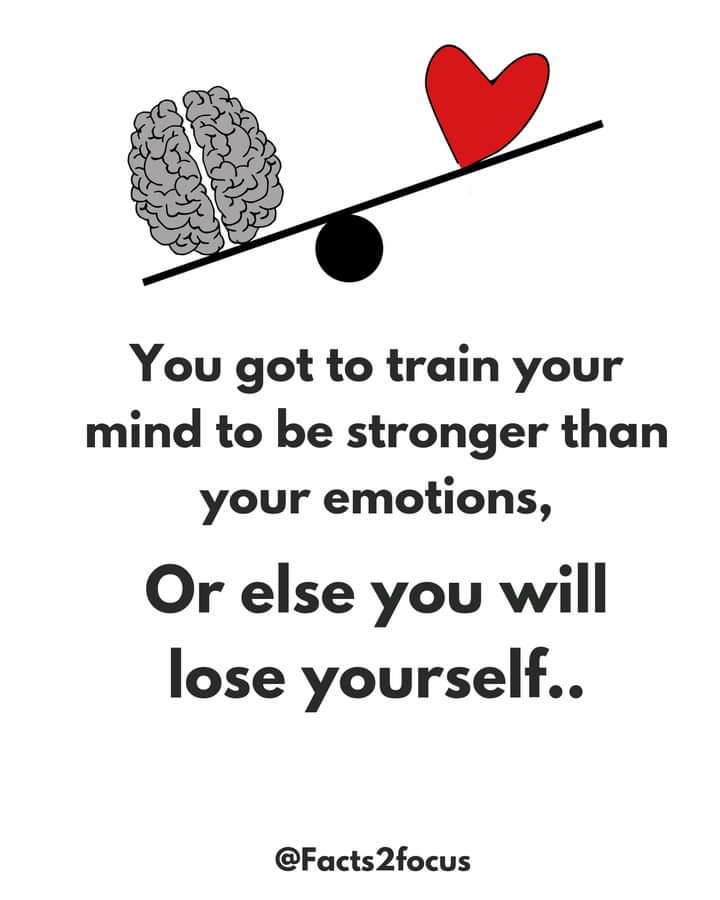 You got to train your
mind to be stronger than
your emotions,
Or else you will
lose yourself..
@Facts2focus